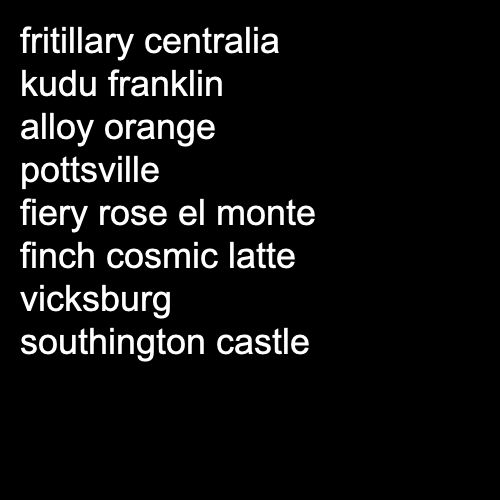 fritillary centralia
kudu franklin
alloy orange
pottsville
fiery rose el monte
finch cosmic latte
vicksburg
southington castle